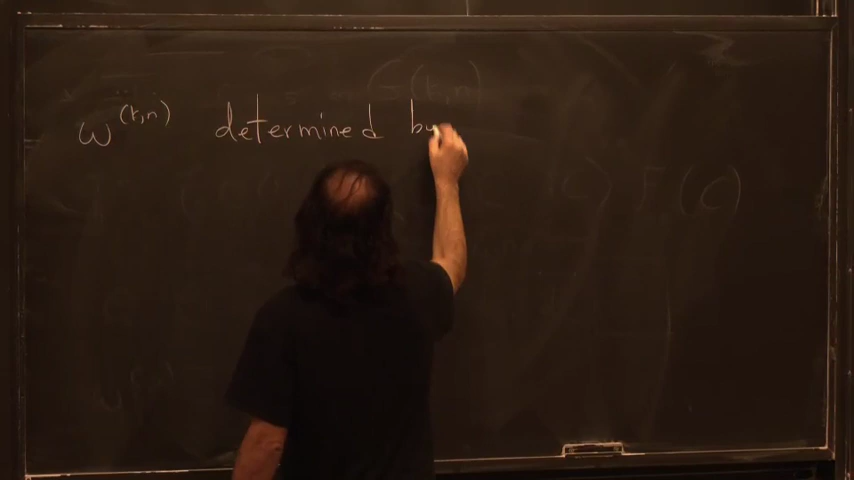 ω^(r,n) determined by